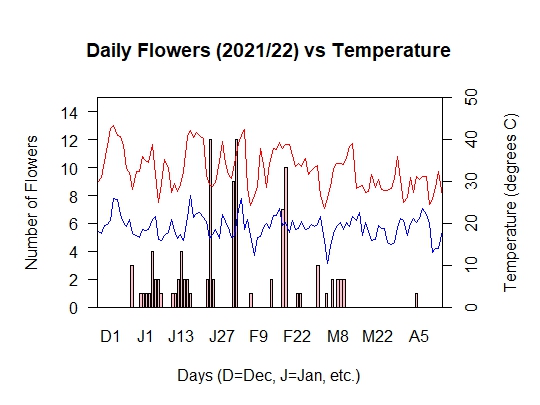 Daily Flowers (2021/22) vs Temperature
Number of Flowers
14
12
10
8
6
4
2
0
50
40
30
20
10
0
Temperature (degrees C)
D1 J1 J13 J27 F9 F22 M8 M22 A5
Days (D=Dec, J=Jan, etc.)